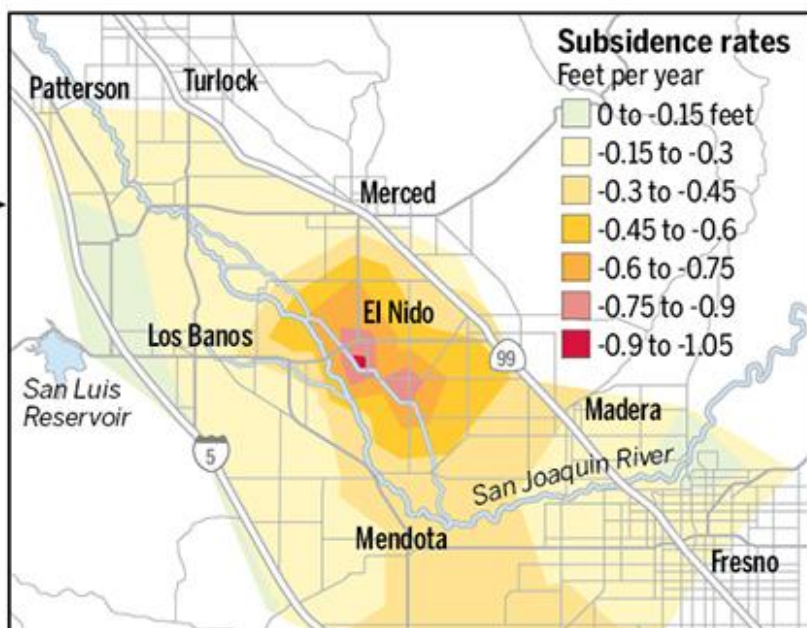 Subsidence rates
Feet per year
0 to -0.15 feet
-0.15 to -0.3
-0.3 to -0.45
-0.45 to -0.6
-0.6 to -0.75
-0.75 to -0.9
-0.9 to -1.05
Patterson
Turlock
Merced
El Nido
Los Banos
San Luis
Reservoir
99
Madera
5
San Joaquin River
Mendota
Fresno